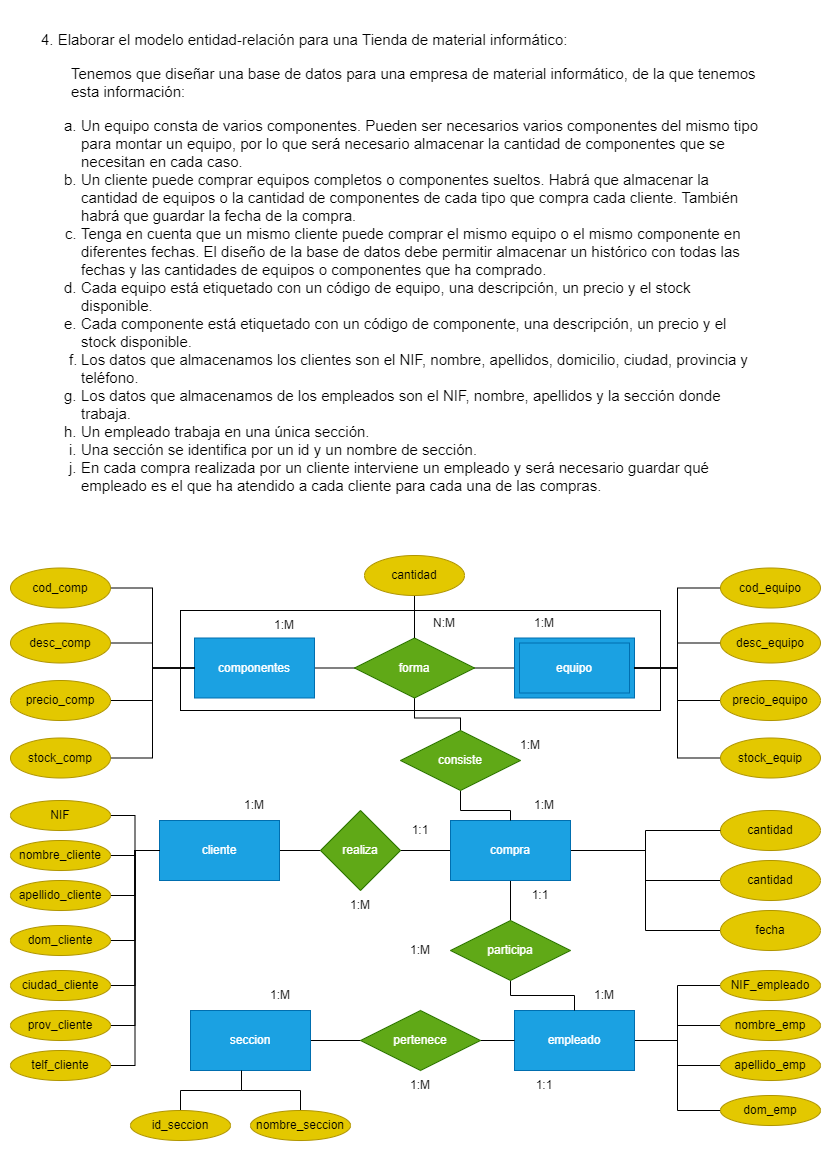 4. Elaborar el modelo entidad-relación para una Tienda de material informático:
Tenemos que diseñar una base de datos para una empresa de material informático, de la que tenemos
esta información:
a. Un equipo consta de varios componentes. Pueden ser necesarios varios componentes del mismo tipo
para montar un equipo, por lo que será necesario almacenar la cantidad de componentes que se
necesitan en cada caso.
b. Un cliente puede comprar equipos completos o componentes sueltos. Habrá que almacenar la
cantidad de equipos o la cantidad de componentes de cada tipo que compra cada cliente. También
habrá que guardar la fecha de la compra.
c. Tenga en cuenta que un mismo cliente puede comprar el mismo equipo o el mismo componente en
diferentes fechas. El diseño de la base de datos debe permitir almacenar un histórico con todas las
fechas y las cantidades de equipos o componentes que ha comprado.
d. Cada equipo está etiquetado con un código de equipo, una descripción, un precio y el stock
disponible.
e. Cada componente está etiquetado con un código de componente, una descripción, un precio y el
stock disponible.
f. Los datos que almacenamos los clientes son el NIF, nombre, apellidos, domicilio, ciudad, provincia y
teléfono.
g. Los datos que almacenamos de los empleados son el NIF, nombre, apellidos y la sección donde
trabaja.
h. Un empleado trabaja en una única sección.
i. Una sección se identifica por un id y un nombre de sección.
j. En cada compra realizada por un cliente interviene un empleado y será necesario guardar qué
empleado es el que ha atendido a cada cliente para cada una de las compras.
cantidad
cod_comp
cod_equipo
1:M
N:M
1:M
desc_comp
desc_equipo
componentes
forma
equipo
precio_comp
precio_equipo
1:M
stock_comp
consiste
stock_equip
1:M
1:M
NIF
1:1
cantidad
nombre_cliente
cliente
realiza
compra
cantidad
apellido_cliente
1:M
1:1
fecha
dom_cliente
1:M
participa
ciudad_cliente
NIF_empleado
1:M
1:M
prov_cliente
nombre_emp
seccion
pertenece
empleado
telf_cliente
apellido_emp
1:M
1:1
dom_emp
id_seccion
nombre_seccion